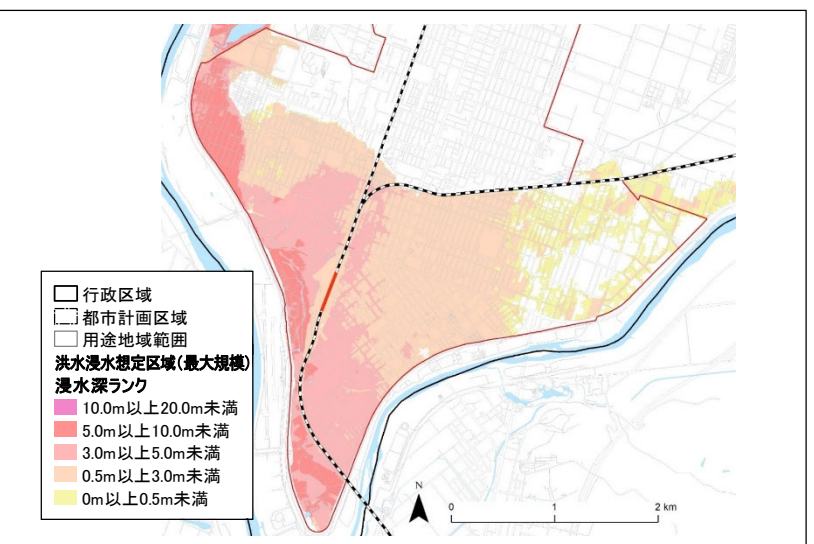 行政区域
都市計画区域
用途地域範囲
洪水浸水想定区域(最大規模)
浸水深ランク
10.0m以上20.0m未満
5.0m以上10.0m未満
3.0m以上5.0m未満
0.5m以上3.0m未満
0m以上0.5m未満
N
0 1 2 km